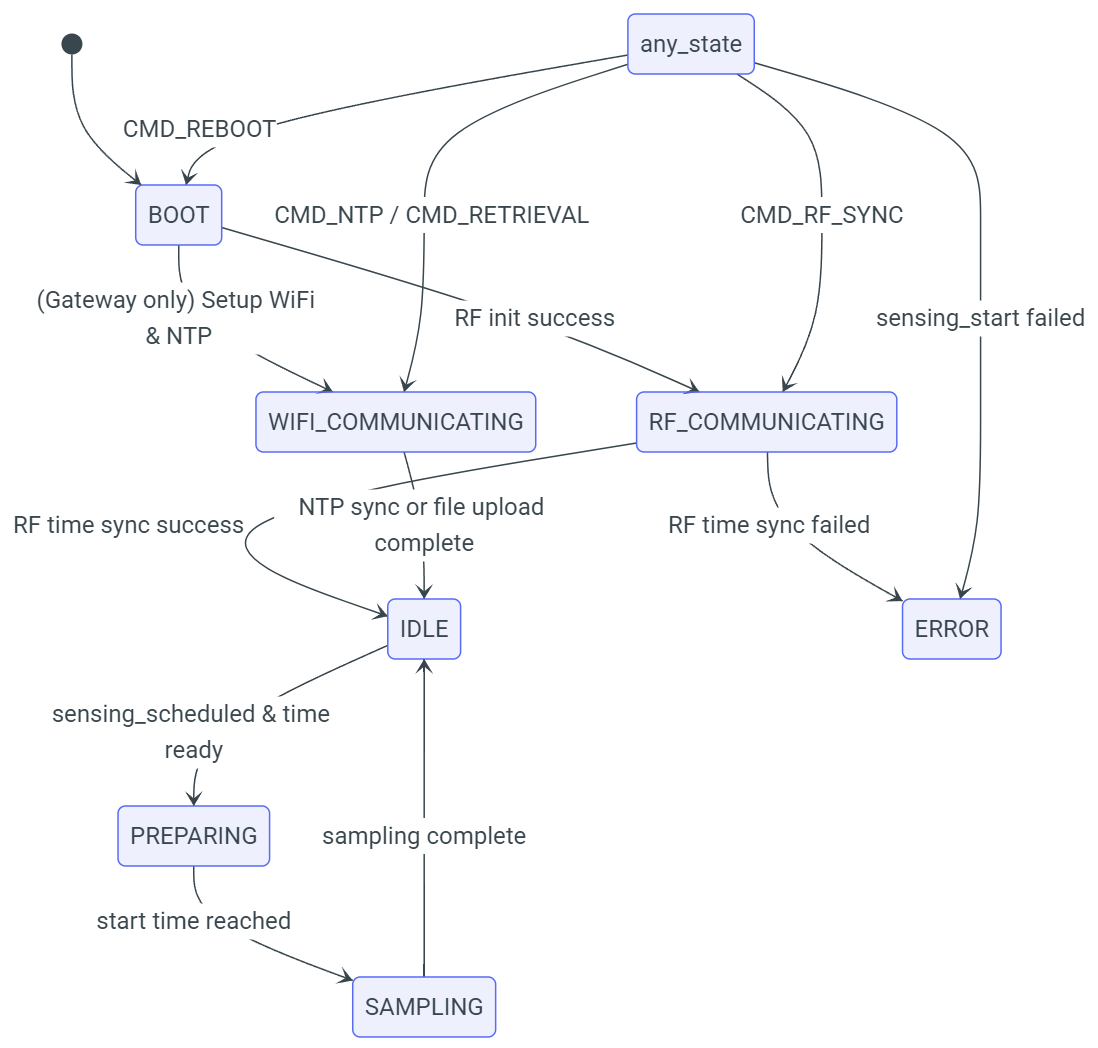 any_state
CMD_REBOOT
BOOT
CMD_NTP / CMD_RETRIEVAL
CMD_RF_SYNC
(Gateway only) Setup WiFi
& NTP
RF init success
sensing_start failed
WIFI_COMMUNICATING
RF_COMMUNICATING
RF time sync success
NTP sync or file upload
complete
RF time sync failed
IDLE
ERROR
sensing_scheduled & time
ready
PREPARING
sampling complete
start time reached
SAMPLING